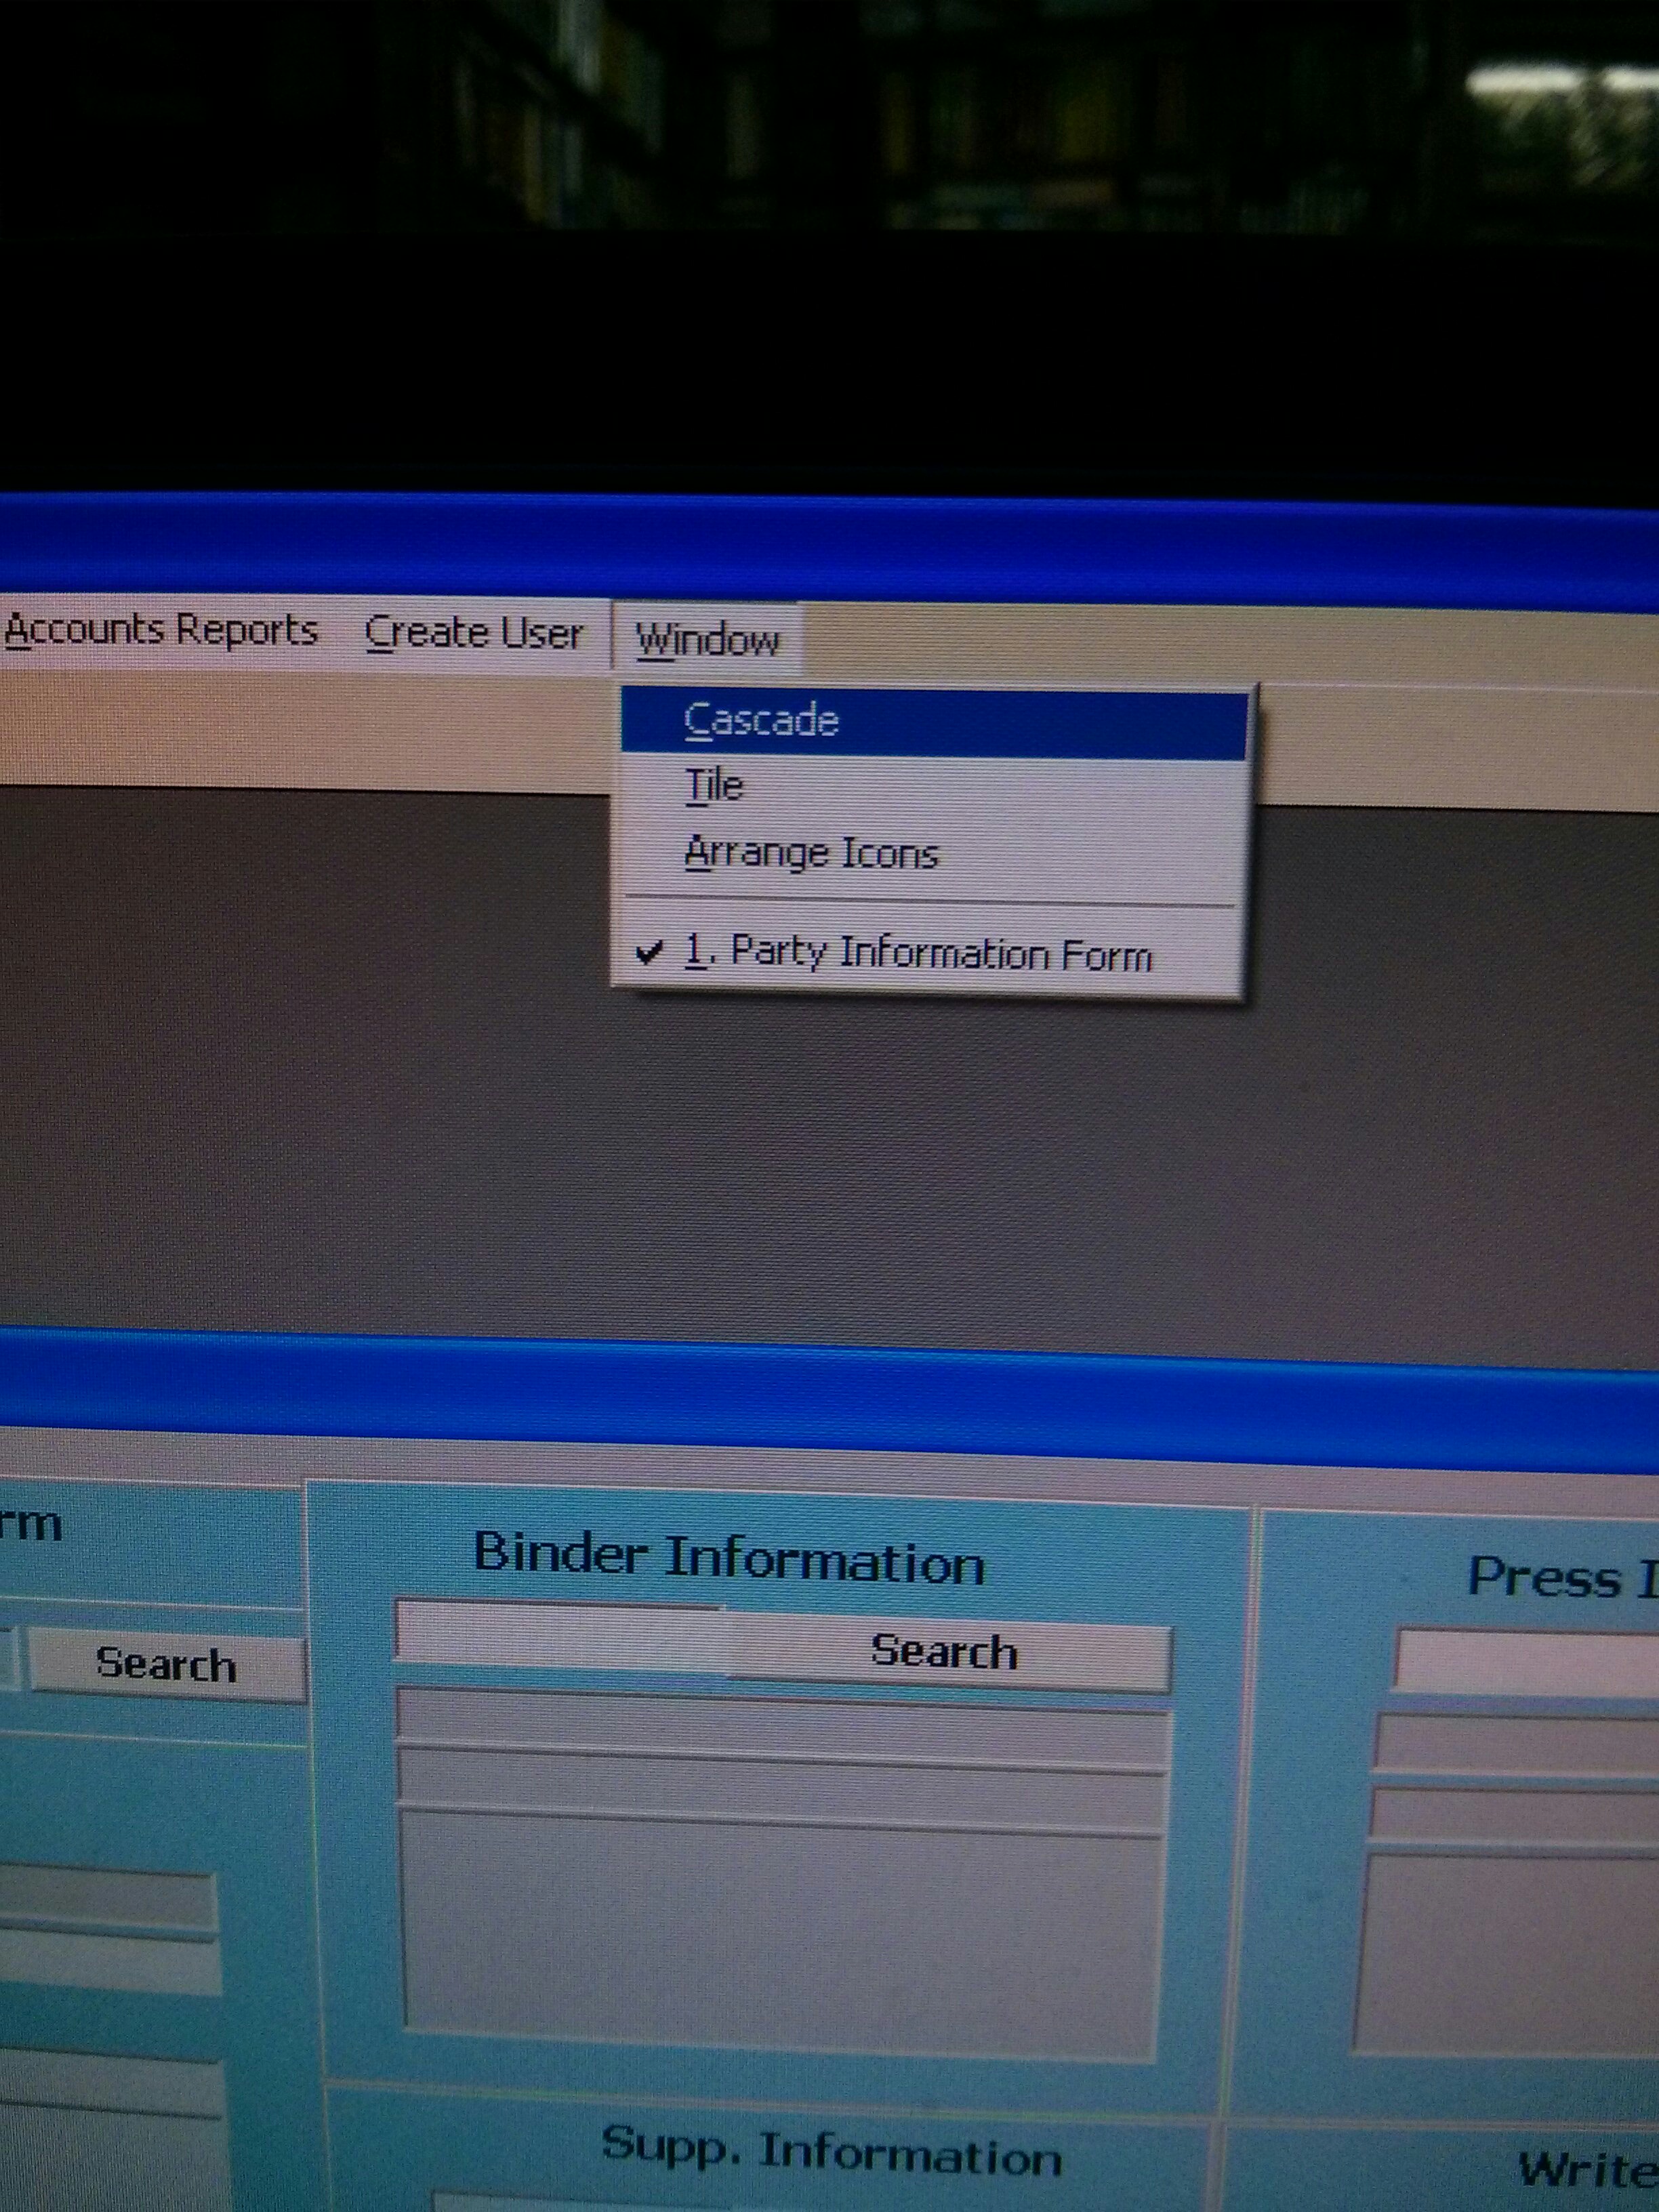 Accounts Reports Create User Window
Cascade
Tile
Arrange Icons
✓ 1. Party Information Form
rm
Binder Information
Press I
Search
Search
Supp. Information
Write